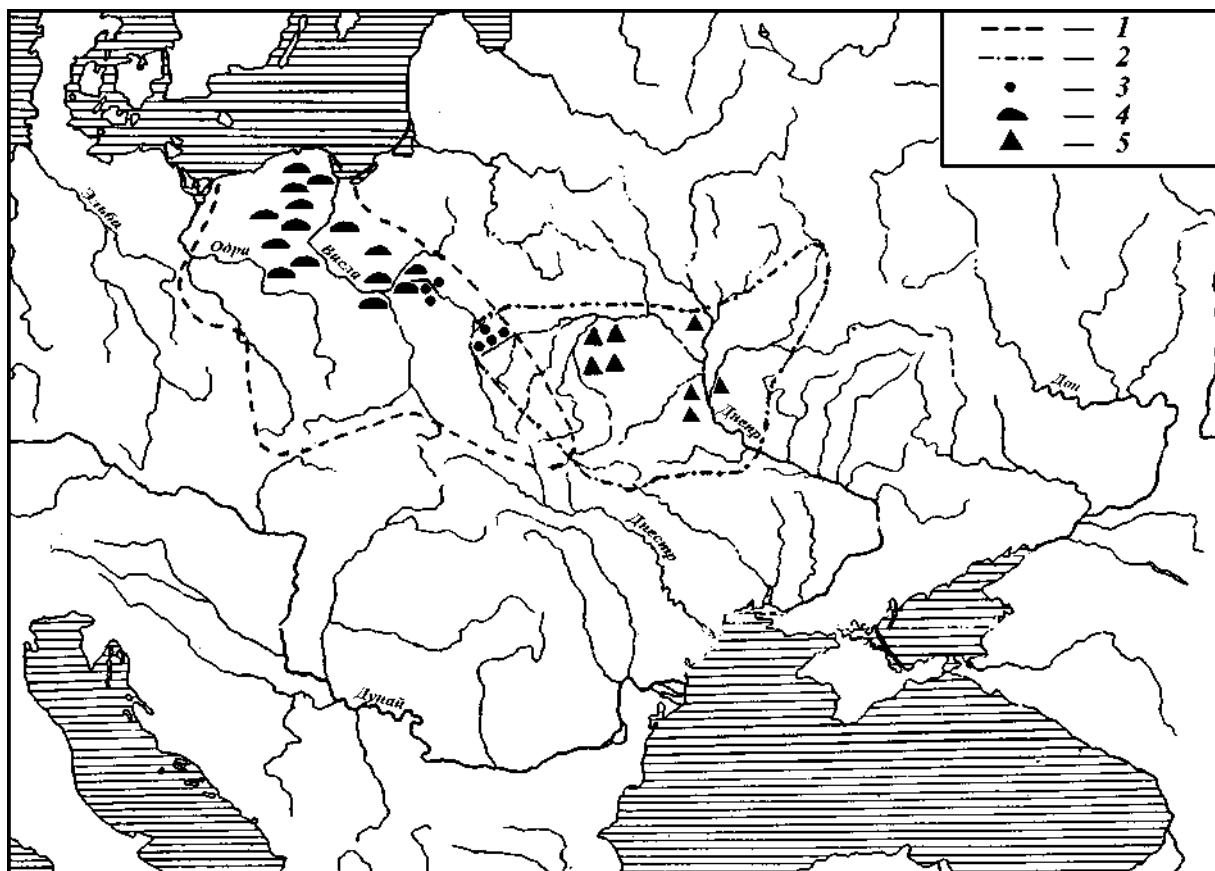 — 1
— 2
— 3
— 4
— 5
Эльба
Одра
Висла
Дон
Днепр
Днестр
Дунай